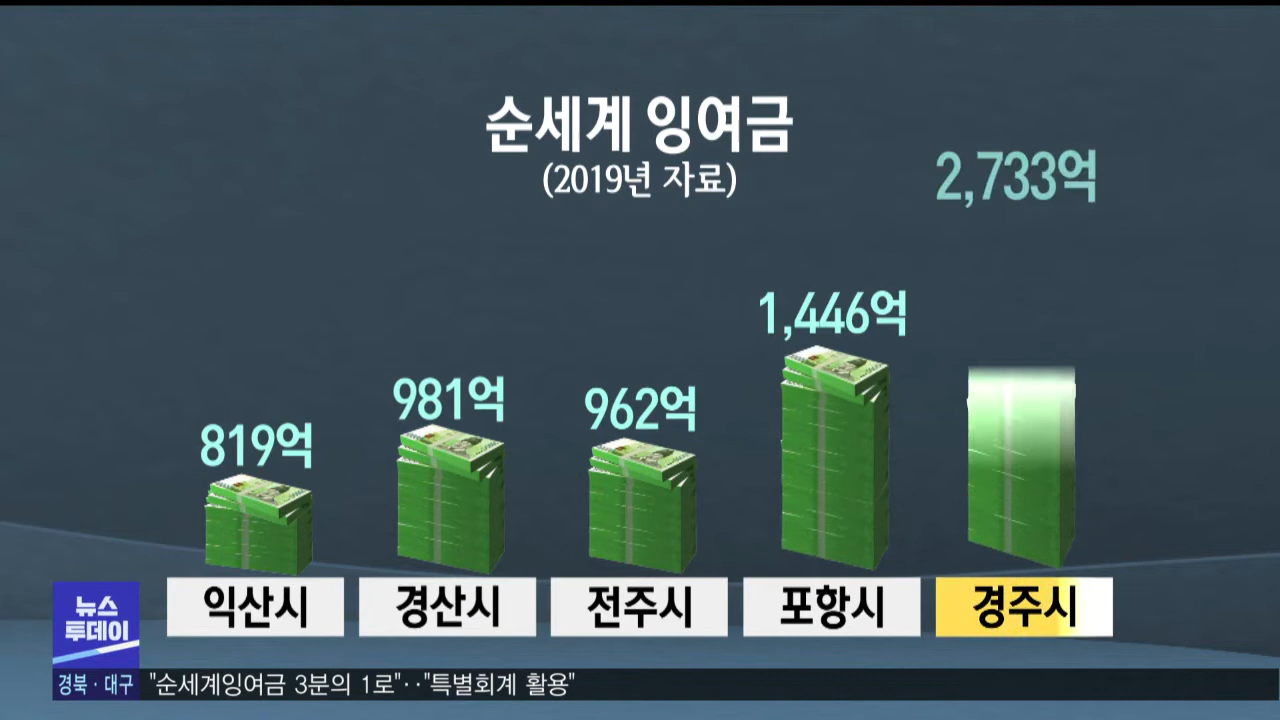 순세계 잉여금
(2019년 자료)
2,733억
1,446억
981억
962억
819억
익산시
경산시
전주시
포항시
경주시
뉴스
투데이
경북·대구
"순세계잉여금 3분의 1로"··"특별회계 활용"